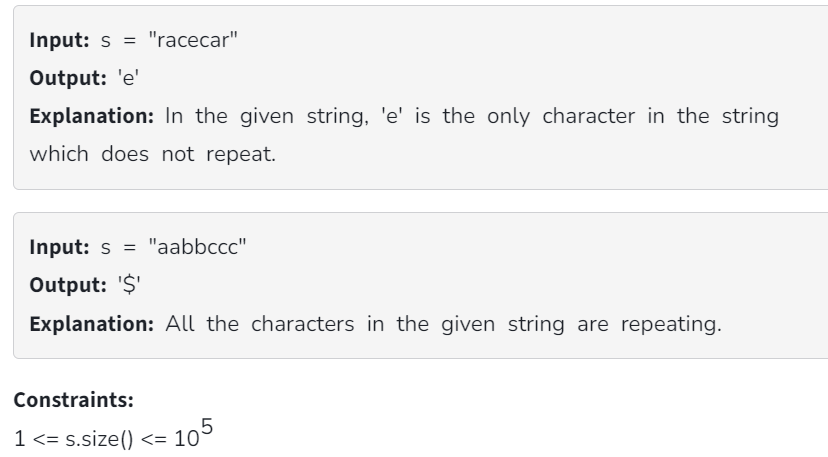 Input: s = "racecar"
Output: 'e'
Explanation: In the given string, 'e' is the only character in the string
which does not repeat.
Input: s = "aabbccc"
Output: '$'
Explanation: All the characters in the given string are repeating.
Constraints:
1 <= s.size() <= 10^5